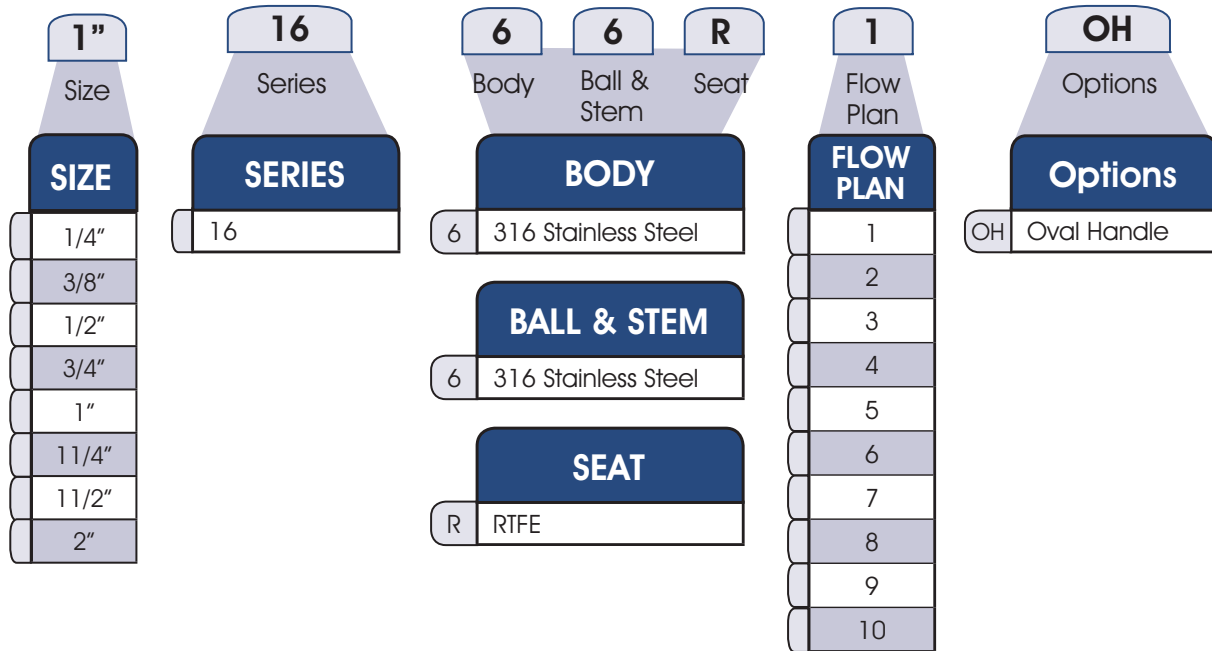 1” 16 6 6 R 1 OH
Size Series Body Ball & Stem Seat Flow Plan Options
SIZE
1/4”
3/8”
1/2”
3/4”
1”
11/4”
11/2”
2”
SERIES
16
BODY
6 316 Stainless Steel
BALL & STEM
6 316 Stainless Steel
SEAT
R RTFE
FLOW
PLAN
1
2
3
4
5
6
7
8
9
10
Options
OH Oval Handle